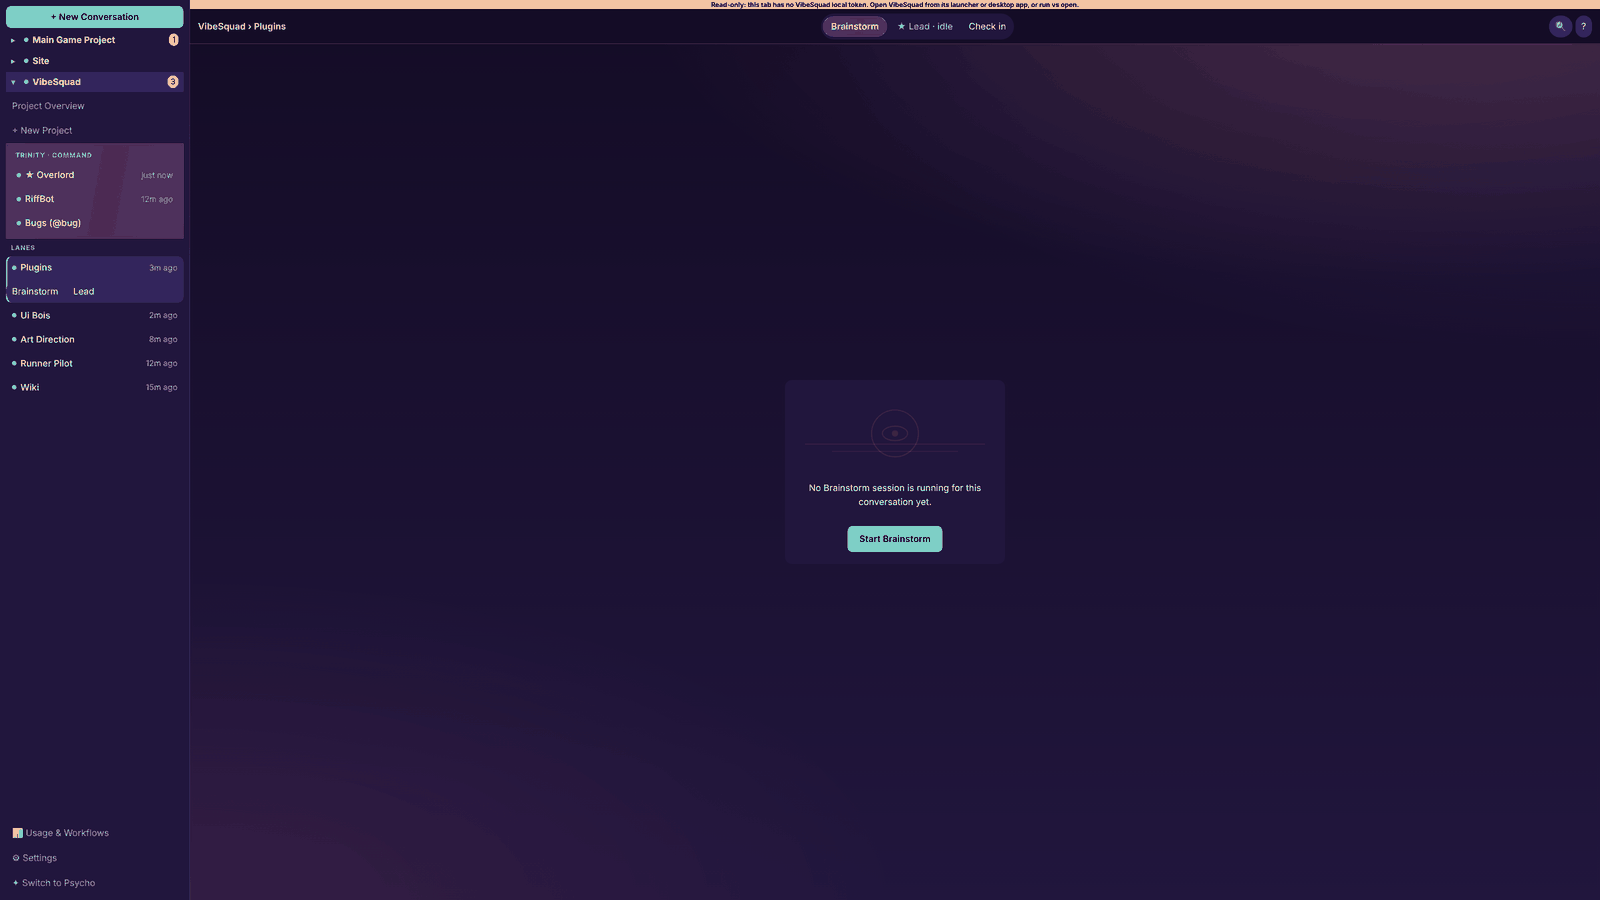 Read-only: this tab has no VibeSquad local token. Open VibeSquad from its launcher or desktop app, or run vs open.
+ New Conversation
Main Game Project 1
Site
VibeSquad 3
Project Overview
+ New Project
TRINITY · COMMAND
★ Overlord just now
RiffBot 12m ago
Bugs (@bug)
LANES
Plugins 3m ago
Brainstorm Lead
Ui Bois 2m ago
Art Direction 8m ago
Runner Pilot 12m ago
Wiki 15m ago
Usage & Workflows
Settings
Switch to Psycho
VibeSquad › Plugins
Brainstorm ★ Lead · idle Check in
?
No Brainstorm session is running for this
conversation yet.
Start Brainstorm